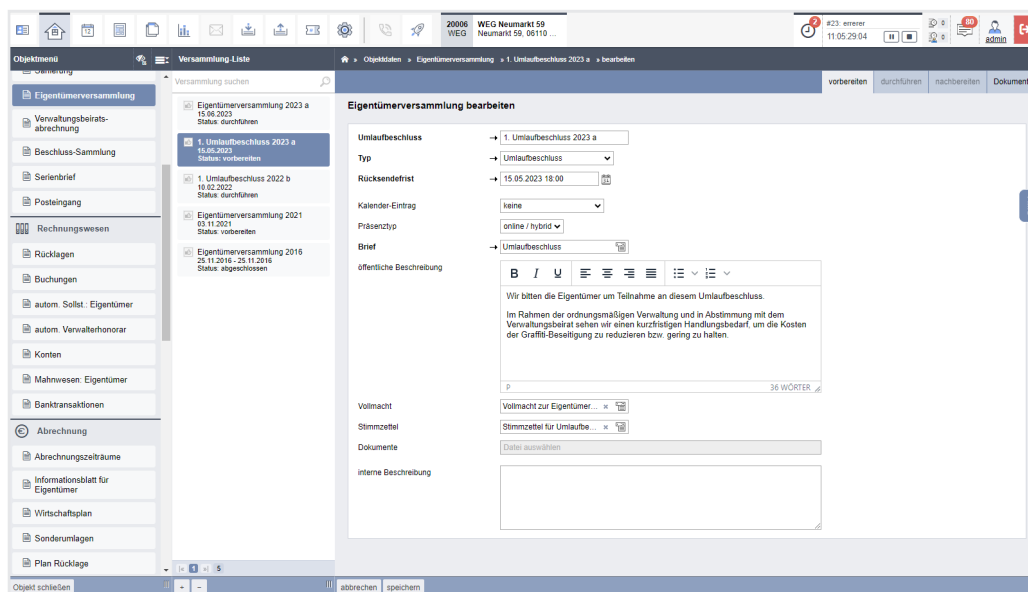 20006
WEG
WEG Neumarkt 59
Neumarkt 59, 06110 ...
2
#23: errerer
11:05:29:04
0
0
80
admin
Objektmenü
Versammlung-Liste
» Objektdaten » Eigentümerversammlung » 1. Umlaufbeschluss 2023 a » bearbeiten
Sanierung
Eigentümerversammlung
Verwaltungsbeirats-
abrechnung
Beschluss-Sammlung
Serienbrief
Posteingang
Rechnungswesen
Rücklagen
Buchungen
autom. Sollst.: Eigentümer
autom. Verwalterhonorar
Konten
Mahnwesen: Eigentümer
Banktransaktionen
Abrechnung
Abrechnungszeiträume
Informationsblatt für
Eigentümer
Wirtschaftsplan
Sonderumlagen
Plan Rücklage
Objekt schließen
Versammlung suchen
Eigentümerversammlung 2023 a
15.06.2023
Status: durchführen
1. Umlaufbeschluss 2023 a
15.05.2023
Status: vorbereiten
1. Umlaufbeschluss 2022 b
10.02.2022
Status: durchführen
Eigentümerversammlung 2021
03.11.2021
Status: vorbereiten
Eigentümerversammlung 2016
25.11.2016 - 25.11.2016
Status: abgeschlossen
1 5
+ -
vorbereiten durchführen nachbereiten Dokument
Eigentümerversammlung bearbeiten
Umlaufbeschluss 1. Umlaufbeschluss 2023 a
Typ Umlaufbeschluss
Rücksendefrist 15.05.2023 18:00
Kalender-Eintrag keine
Präsenztyp online / hybrid
Brief Umlaufbeschluss
öffentliche Beschreibung
B I U
Wir bitten die Eigentümer um Teilnahme an diesem Umlaufbeschluss.
Im Rahmen der ordnungsmäßigen Verwaltung und in Abstimmung mit dem
Verwaltungsbeirat sehen wir einen kurzfristigen Handlungsbedarf, um die Kosten
der Graffiti-Beseitigung zu reduzieren bzw. gering zu halten.
P 36 WÖRTER
Vollmacht Vollmacht zur Eigentümer... ×
Stimmzettel Stimmzettel für Umlaufbe... ×
Dokumente Datei auswählen
interne Beschreibung
abbrechen speichern